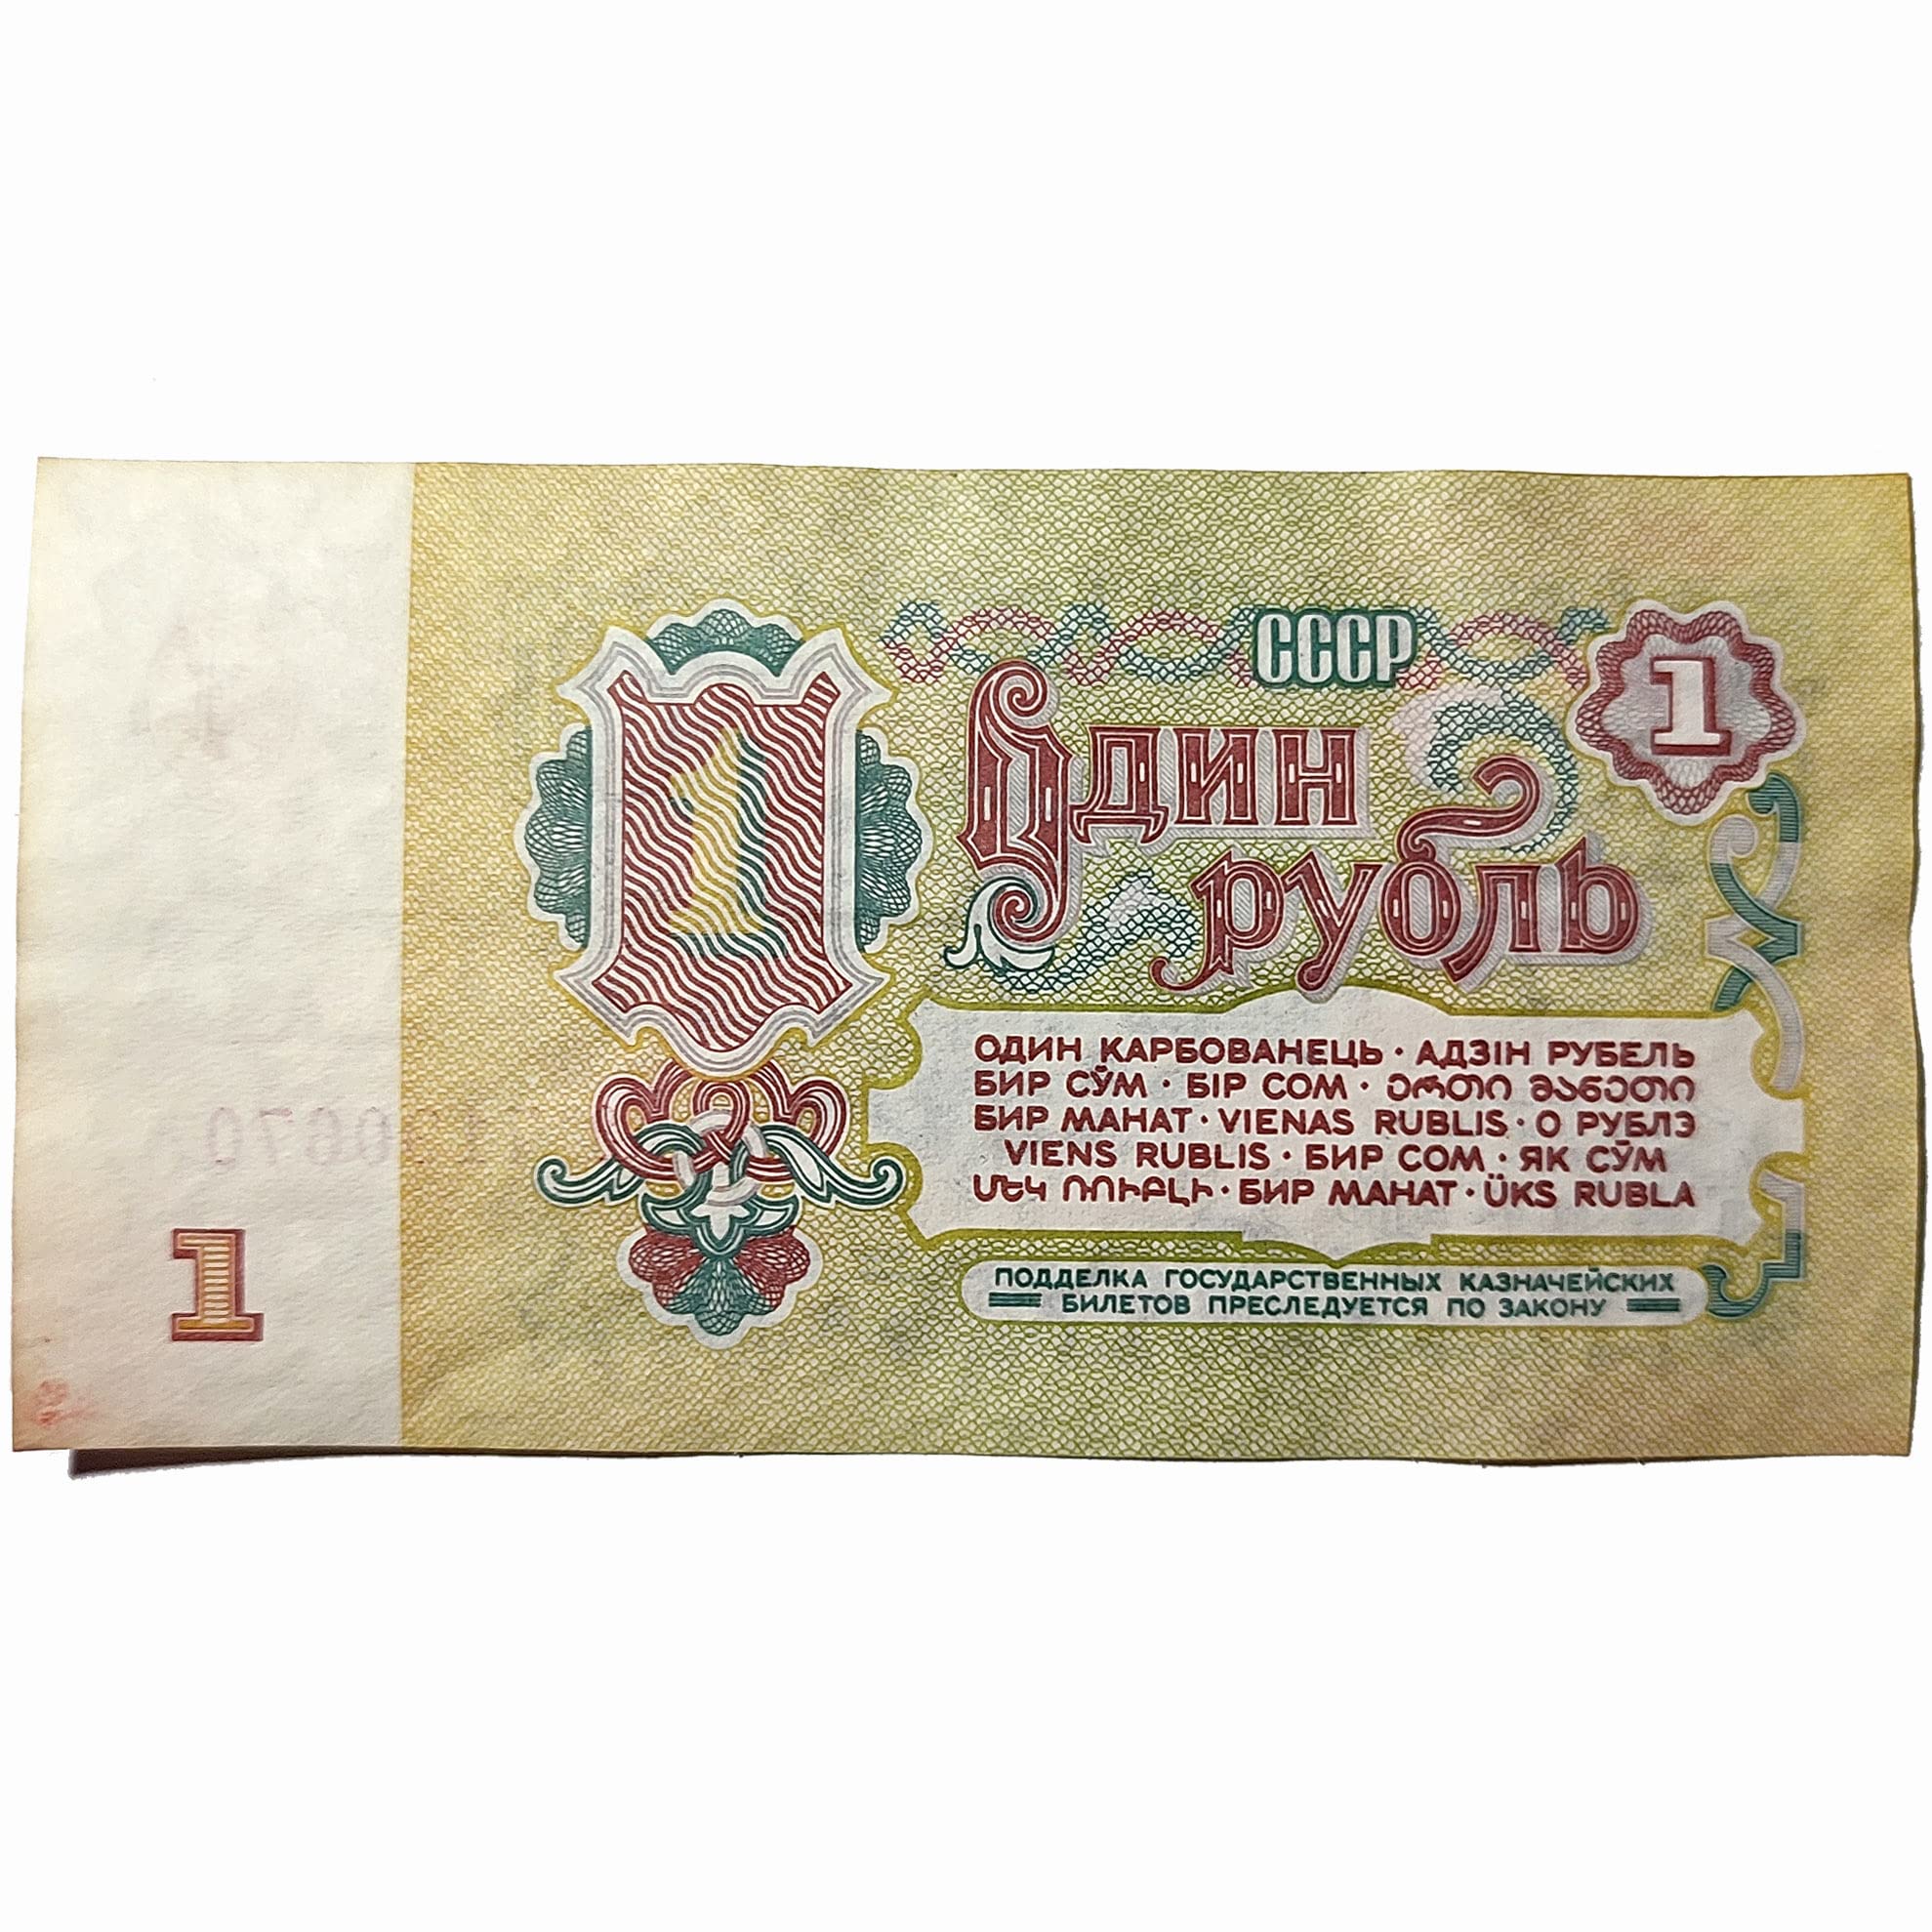 СССР
1
1
Один
рубль
ОДИН КАРБОВАНЕЦЬ · АДЗІН РУБЕЛЬ
БИР СЎМ · БІР СОМ · ერთი მანეთი
БИР МАНАТ · VIENAS RUBLIS · О РУБЛЭ
VIENS RUBLIS · БИР СОМ · ЯК СӮМ
ՄԵԿ ՌՈՒԲԼԻ · БИР МАНАТ · ÜKS RUBLA
ПОДДЕЛКА ГОСУДАРСТВЕННЫХ КАЗНАЧЕЙСКИХ
БИЛЕТОВ ПРЕСЛЕДУЕТСЯ ПО ЗАКОНУ
1